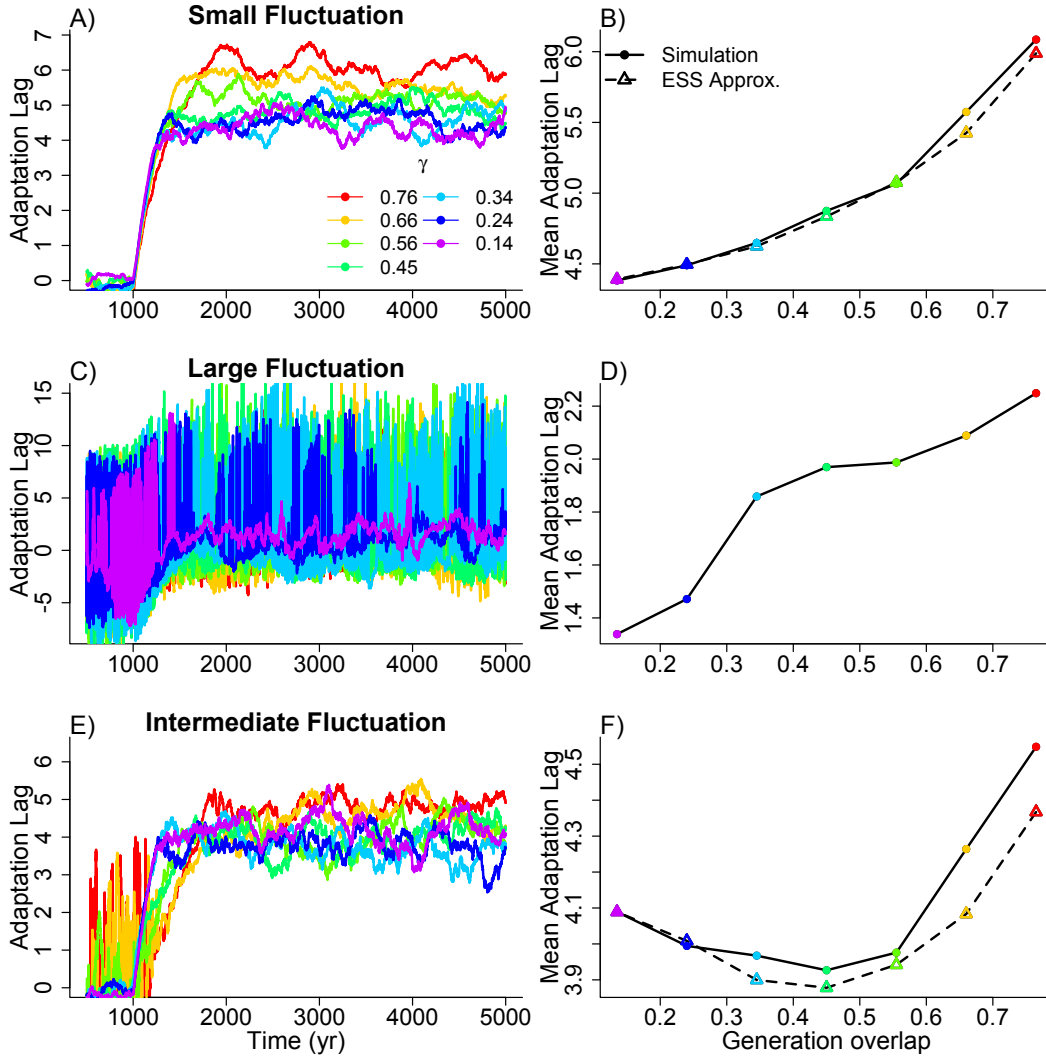 A) Small Fluctuation
Adaptation Lag
7
6
5
4
3
2
1
0
γ
0.76 0.34
0.66 0.24
0.56 0.14
0.45
1000 2000 3000 4000 5000
B)
Mean Adaptation Lag
6.0
5.5
5.0
4.5
Simulation
ESS Approx.
0.2 0.3 0.4 0.5 0.6 0.7
C) Large Fluctuation
Adaptation Lag
15
10
5
0
-5
1000 2000 3000 4000 5000
D)
Mean Adaptation Lag
2.2
2.0
1.8
1.6
1.4
0.2 0.3 0.4 0.5 0.6 0.7
E) Intermediate Fluctuation
Adaptation Lag
6
5
4
3
2
1
0
1000 2000 3000 4000 5000
Time (yr)
F)
Mean Adaptation Lag
4.5
4.3
4.1
3.9
0.2 0.3 0.4 0.5 0.6 0.7
Generation overlap